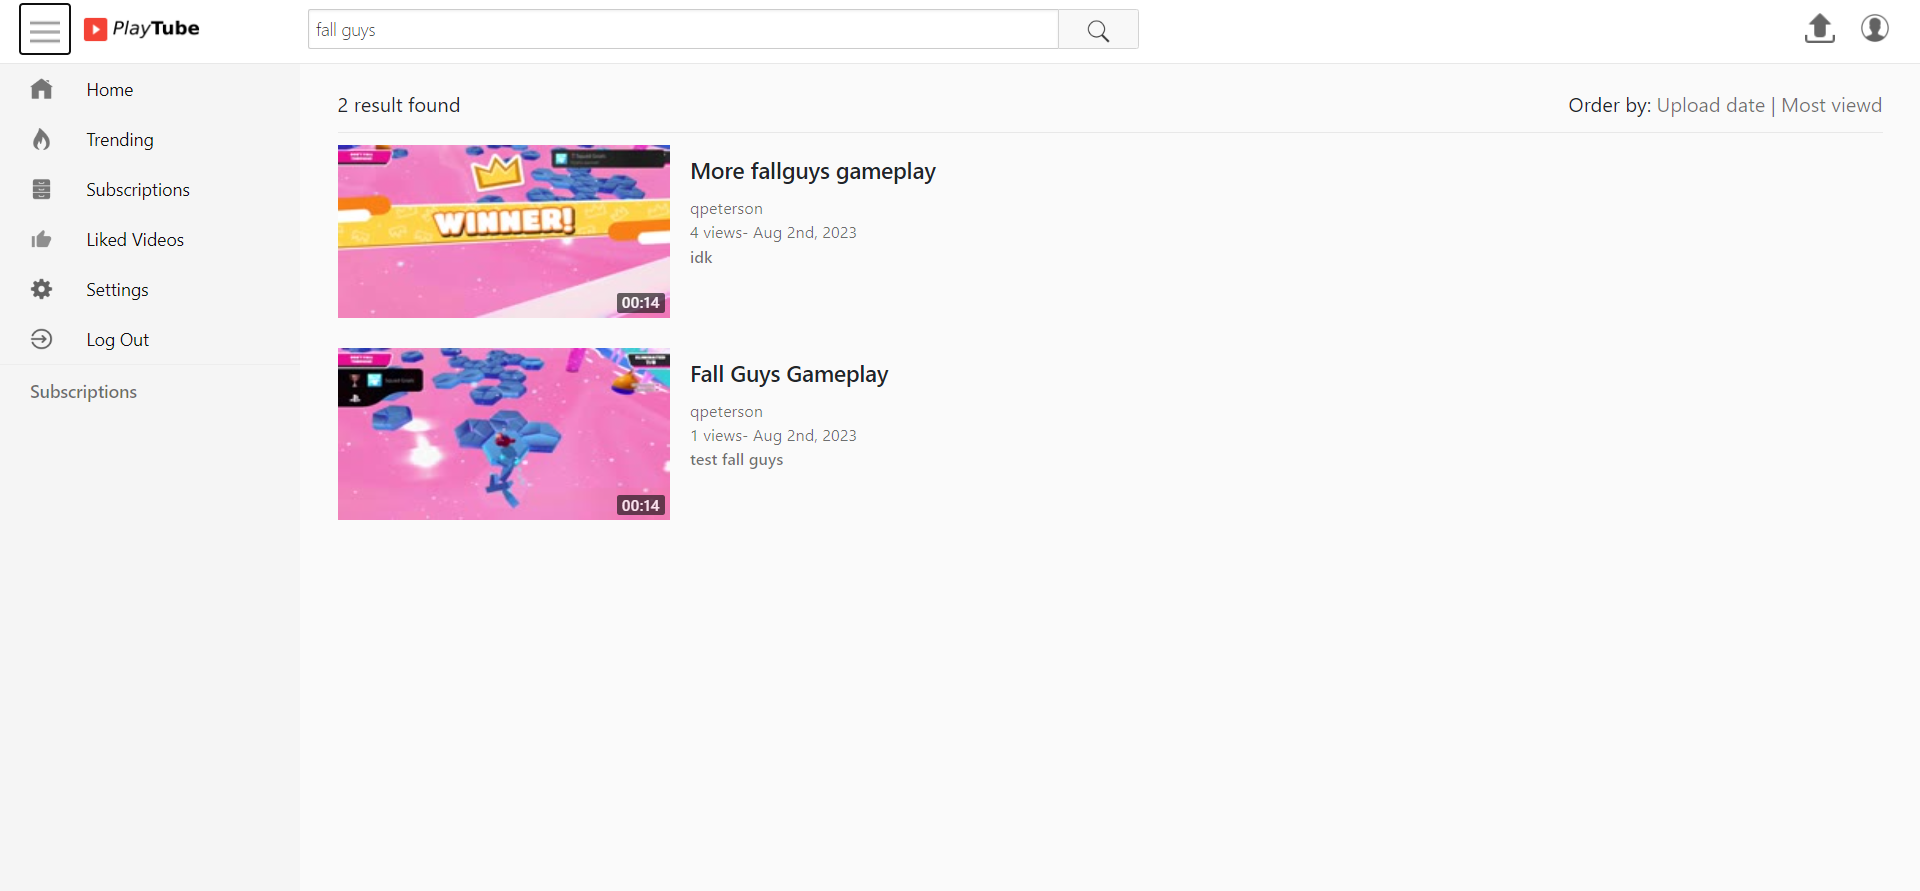 PlayTube
fall guys
Home
Trending
Subscriptions
Liked Videos
Settings
Log Out
Subscriptions
2 result found
Order by: Upload date | Most viewd
WINNER!
00:14
More fallguys gameplay
qpeterson
4 views- Aug 2nd, 2023
idk
00:14
Fall Guys Gameplay
qpeterson
1 views- Aug 2nd, 2023
test fall guys